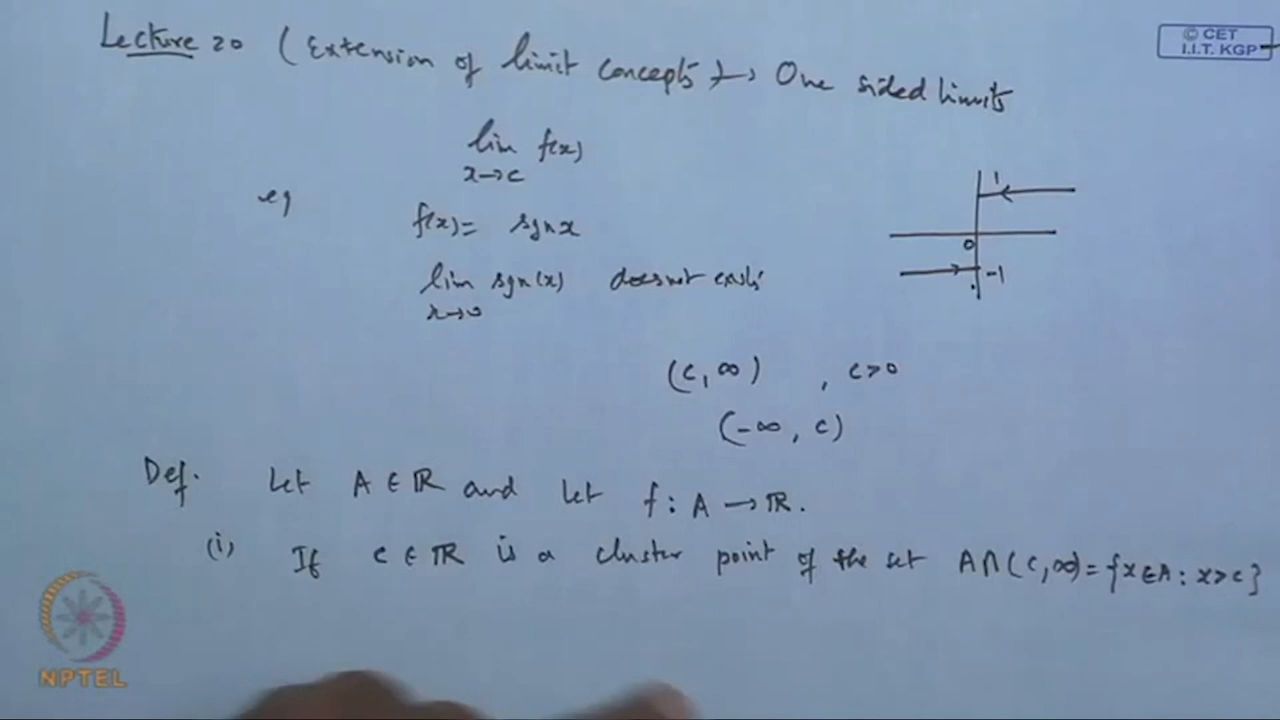 Lecture 20 (Extension of limit concepts) → One sided limits
© CET
I.I.T. KGP
lim f(x)
x→c
eg
f(x) = sgn x
lim sgn(x) does not exist
x→0
1
0
-1
(c, ∞) , c>0
(-∞, c)
Def. Let A ∈ ℝ and let f : A → ℝ.
(i) If c ∈ ℝ is a cluster point of the set A∩(c, ∞) = {x∈A : x>c}
NPTEL